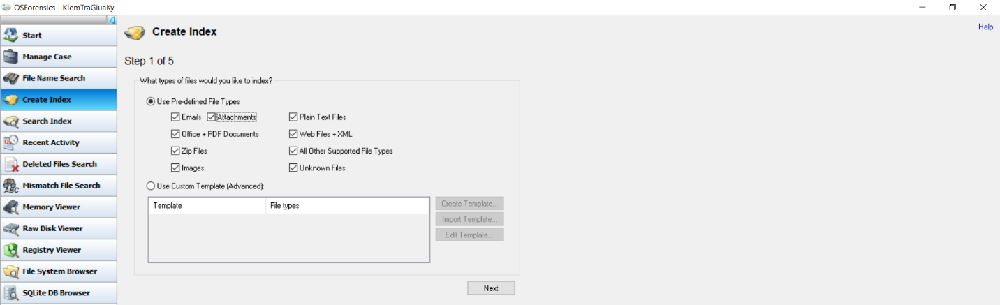 OSForensics - KiemTraGiuaKy
Start
Manage Case
File Name Search
Create Index
Search Index
Recent Activity
Deleted Files Search
ABC
Mismatch File Search
Memory Viewer
Raw Disk Viewer
Registry Viewer
File System Browser
SQLite DB Browser
Create Index
Help
Step 1 of 5
What types of files would you like to index?
Use Pre-defined File Types
Emails Attachments Plain Text Files
Office + PDF Documents Web Files + XML
Zip Files All Other Supported File Types
Images Unknown Files
Use Custom Template (Advanced):
Template File types
Create Template...
Import Template...
Edit Template...
Next